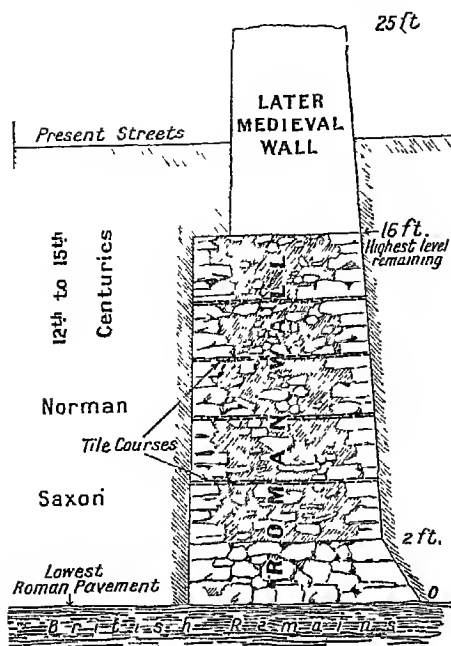 25 ft
LATER
MEDIEVAL
WALL
Present Streets
16 ft.
Highest level
remaining
12th to 15th
Centuries
ROMAN WALL
Norman
Tile Courses
Saxon
2 ft.
Lowest
Roman Pavement
0
British Remains